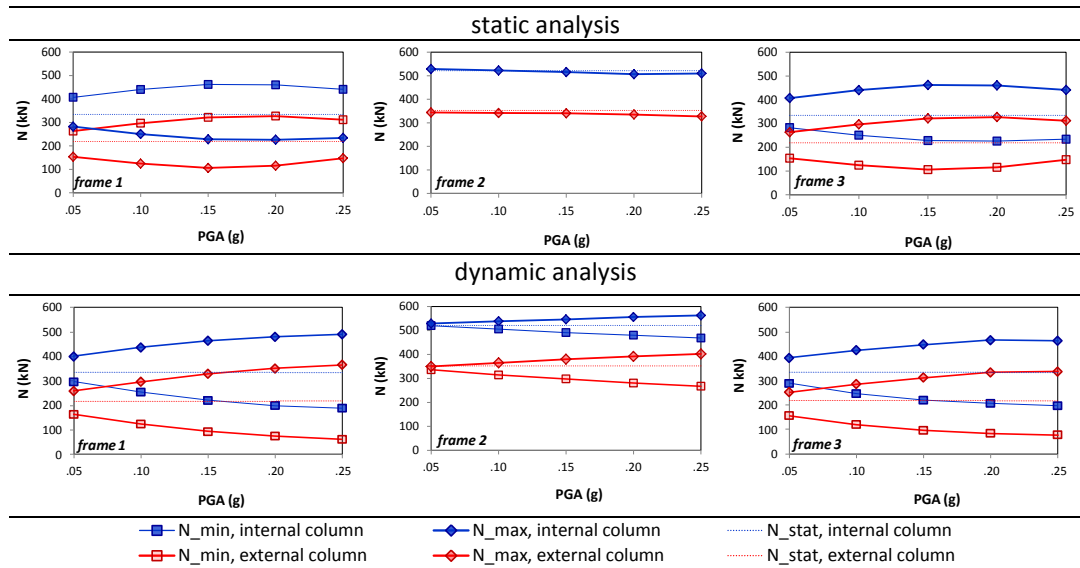 static analysis
600
500
400
300
200
100
0
N (kN)
frame 1
.05 .10 .15 .20 .25
PGA (g)
600
500
400
300
200
100
0
N (kN)
frame 2
.05 .10 .15 .20 .25
PGA (g)
600
500
400
300
200
100
0
N (kN)
frame 3
.05 .10 .15 .20 .25
PGA (g)
dynamic analysis
600
500
400
300
200
100
0
N (kN)
frame 1
.05 .10 .15 .20 .25
PGA (g)
600
500
400
300
200
100
0
N (kN)
frame 2
.05 .10 .15 .20 .25
PGA (g)
600
500
400
300
200
100
0
N (kN)
frame 3
.05 .10 .15 .20 .25
PGA (g)
N_min, internal column N_max, internal column N_stat, internal column
N_min, external column N_max, external column N_stat, external column